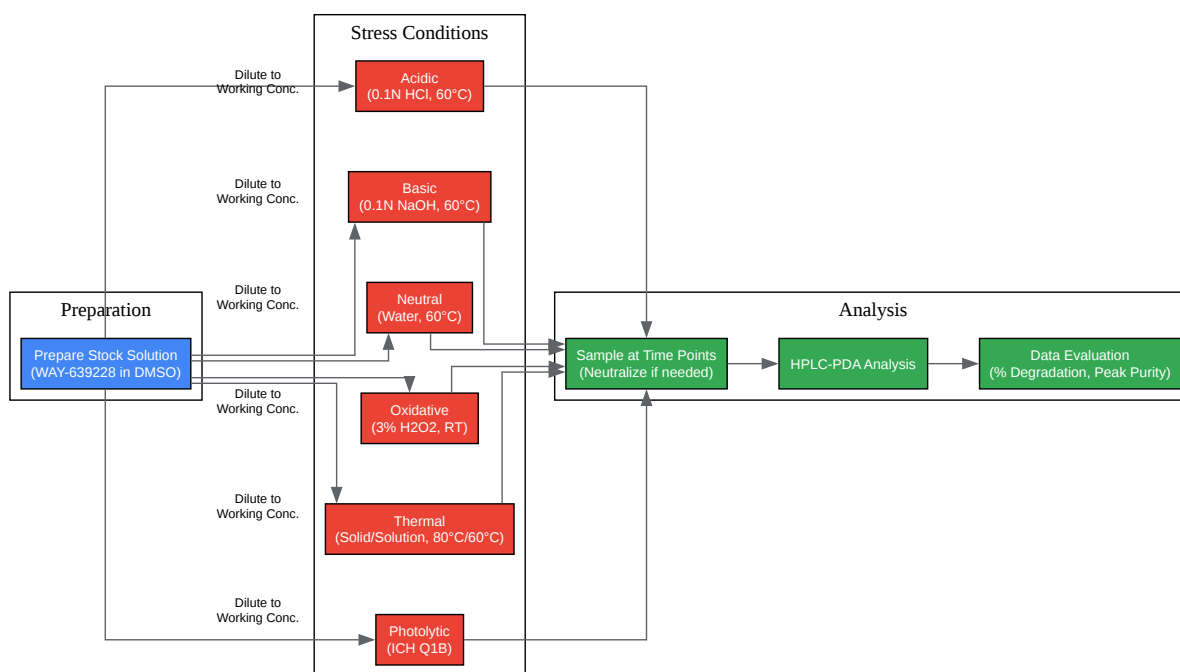 Stress Conditions
Dilute to
Working Conc.
Acidic
(0.1N HCl, 60°C)
Dilute to
Working Conc.
Basic
(0.1N NaOH, 60°C)
Dilute to
Working Conc.
Neutral
(Water, 60°C)
Preparation
Prepare Stock Solution
(WAY-639228 in DMSO)
Dilute to
Working Conc.
Oxidative
(3% H2O2, RT)
Dilute to
Working Conc.
Thermal
(Solid/Solution, 80°C/60°C)
Dilute to
Working Conc.
Photolytic
(ICH Q1B)
Analysis
Sample at Time Points
(Neutralize if needed)
HPLC-PDA Analysis
Data Evaluation
(% Degradation, Peak Purity)